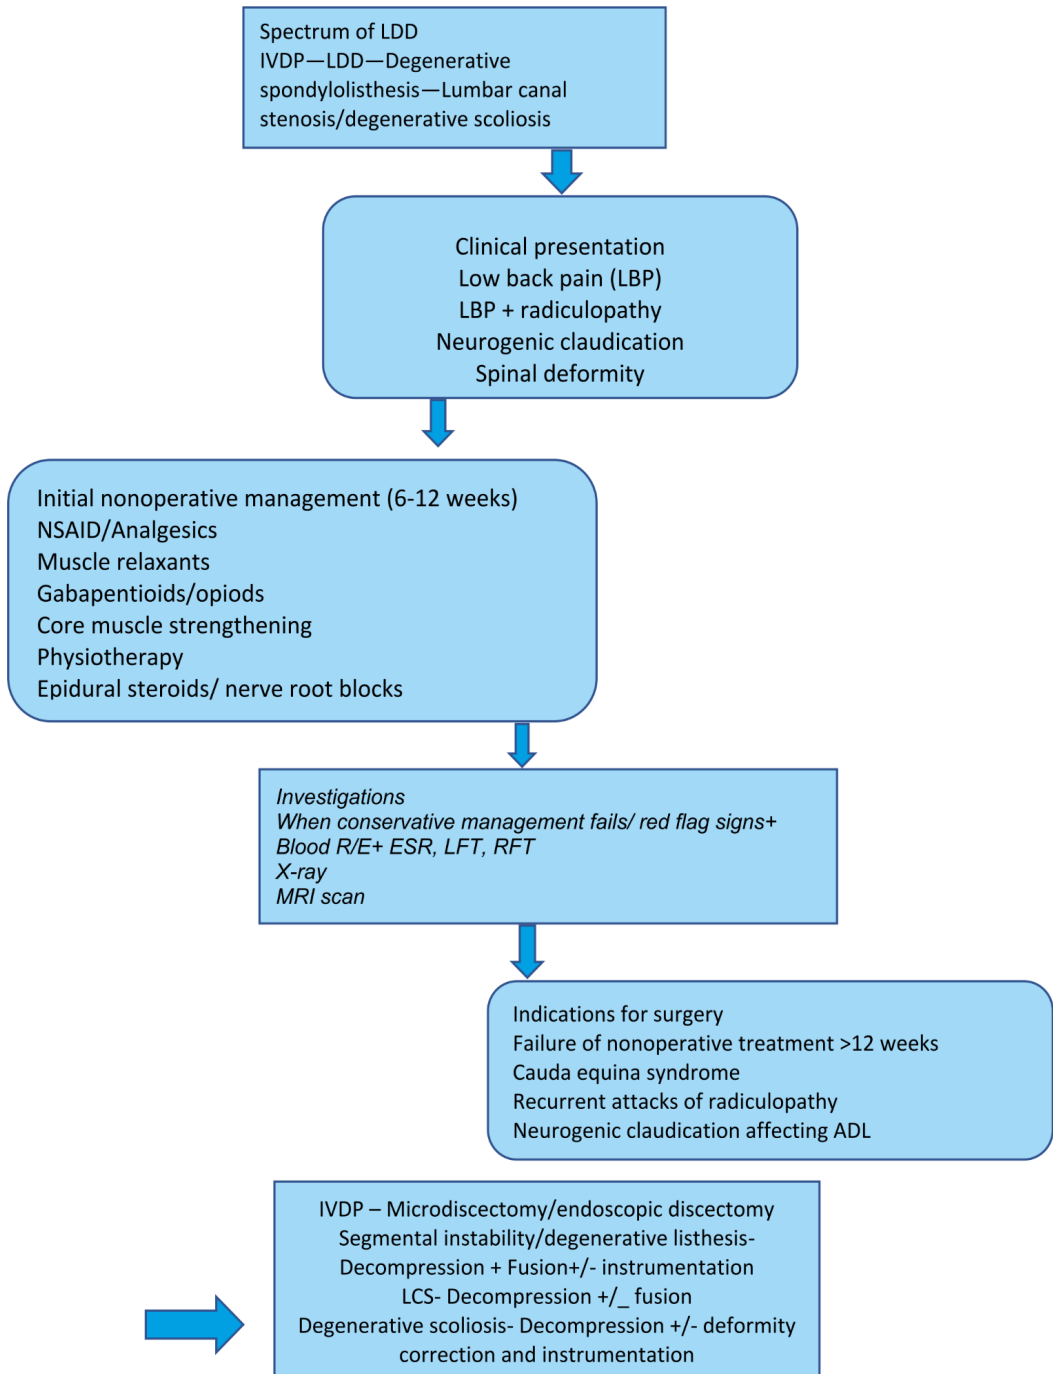 Spectrum of LDD
IVDP—LDD—Degenerative
spondylolisthesis—Lumbar canal
stenosis/degenerative scoliosis
Clinical presentation
Low back pain (LBP)
LBP + radiculopathy
Neurogenic claudication
Spinal deformity
Initial nonoperative management (6-12 weeks)
NSAID/Analgesics
Muscle relaxants
Gabapentioids/opiods
Core muscle strengthening
Physiotherapy
Epidural steroids/ nerve root blocks
Investigations
When conservative management fails/ red flag signs+
Blood R/E+ ESR, LFT, RFT
X-ray
MRI scan
Indications for surgery
Failure of nonoperative treatment >12 weeks
Cauda equina syndrome
Recurrent attacks of radiculopathy
Neurogenic claudication affecting ADL
IVDP – Microdiscectomy/endoscopic discectomy
Segmental instability/degenerative listhesis-
Decompression + Fusion+/- instrumentation
LCS- Decompression +/_ fusion
Degenerative scoliosis- Decompression +/- deformity
correction and instrumentation